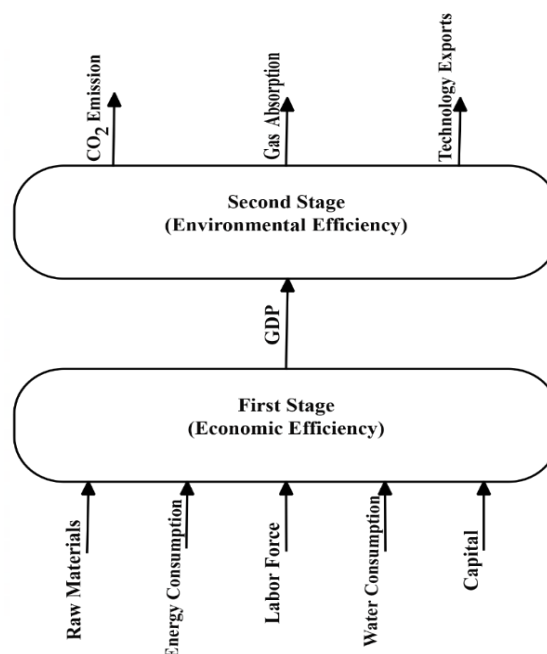 CO2 Emission
Gas Absorption
Technology Exports
Second Stage
(Environmental Efficiency)
GDP
First Stage
(Economic Efficiency)
Raw Materials
Energy Consumption
Labor Force
Water Consumption
Capital